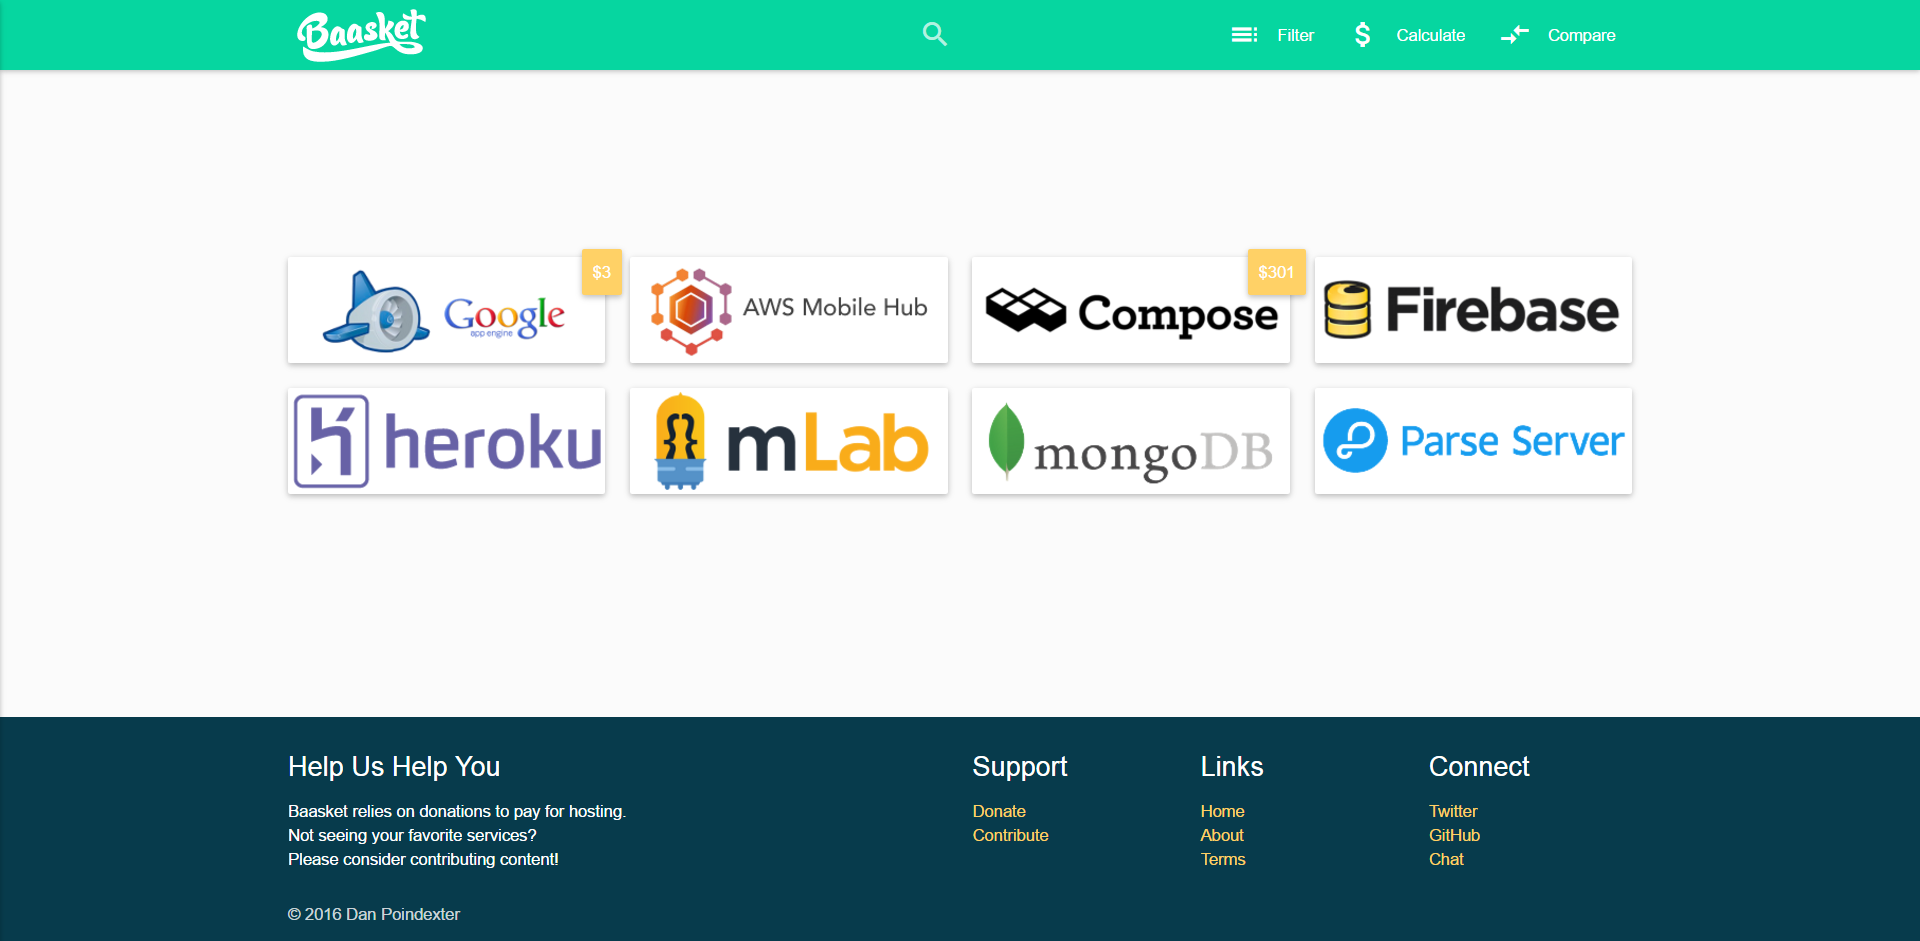 Baasket
Filter
Calculate
Compare
$3
Google
app engine
AWS Mobile Hub
$301
Compose
Firebase
heroku
mLab
mongoDB
Parse Server
Help Us Help You
Baasket relies on donations to pay for hosting.
Not seeing your favorite services?
Please consider contributing content!
Support
Donate
Contribute
Links
Home
About
Terms
Connect
Twitter
GitHub
Chat
© 2016 Dan Poindexter